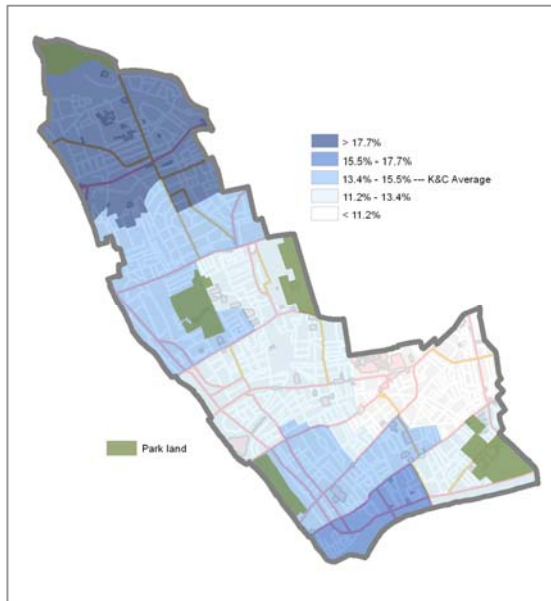 > 17.7%
15.5% - 17.7%
13.4% - 15.5% --- K&C Average
11.2% - 13.4%
< 11.2%
Park land